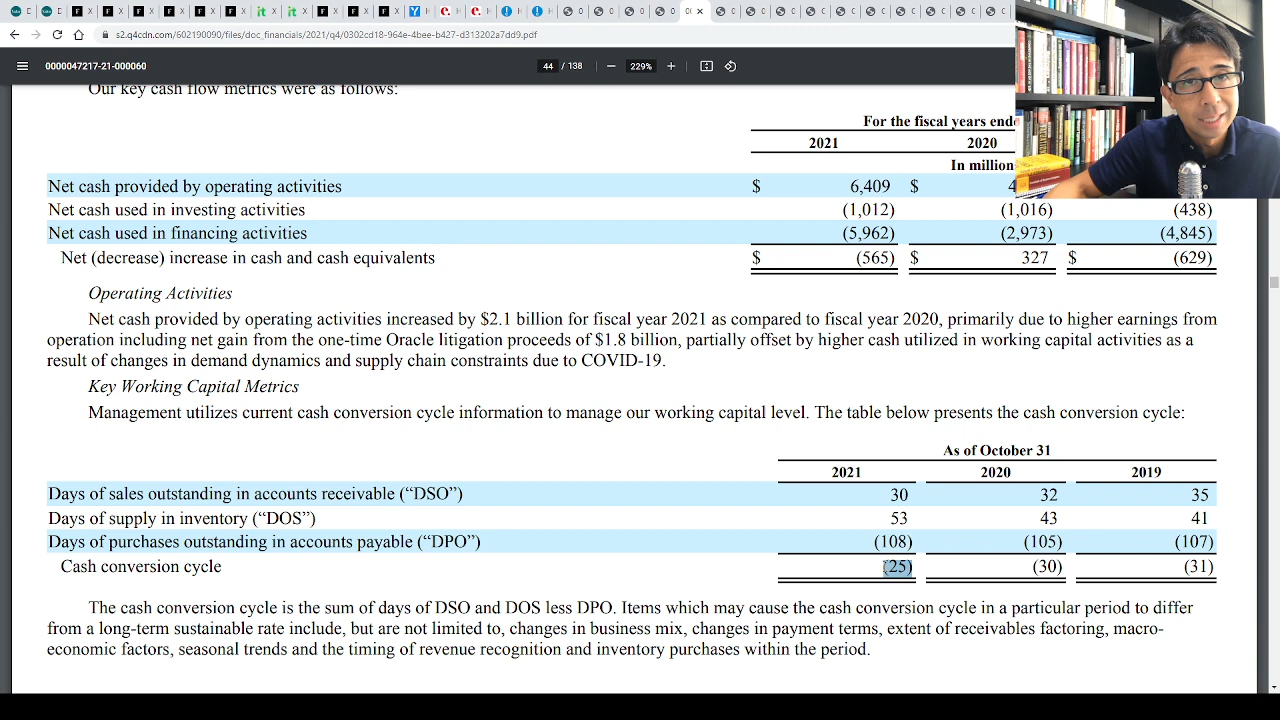 s2.q4cdn.com/602190090/files/doc_financials/2021/q4/0302cd18-964e-4bee-b427-d313202a7dd9.pdf
0000047217-21-000060 44 / 138 229%
Our key cash flow metrics were as follows:
For the fiscal years
2021 2020
In
Net cash provided by operating activities $ 6,409 $
Net cash used in investing activities (1,012) (1,016) (438)
Net cash used in financing activities (5,962) (2,973) (4,845)
Net (decrease) increase in cash and cash equivalents $ (565) $ 327 $ (629)
Operating Activities
Net cash provided by operating activities increased by $2.1 billion for fiscal year 2021 as compared to fiscal year 2020, primarily due to higher earnings from
operation including net gain from the one-time Oracle litigation proceeds of $1.8 billion, partially offset by higher cash utilized in working capital activities as a
result of changes in demand dynamics and supply chain constraints due to COVID-19.
Key Working Capital Metrics
Management utilizes current cash conversion cycle information to manage our working capital level. The table below presents the cash conversion cycle:
As of October 31
2021 2020 2019
Days of sales outstanding in accounts receivable (“DSO”) 30 32 35
Days of supply in inventory (“DOS”) 53 43 41
Days of purchases outstanding in accounts payable (“DPO”) (108) (105) (107)
Cash conversion cycle (25) (30) (31)
The cash conversion cycle is the sum of days of DSO and DOS less DPO. Items which may cause the cash conversion cycle in a particular period to differ
from a long-term sustainable rate include, but are not limited to, changes in business mix, changes in payment terms, extent of receivables factoring, macro-
economic factors, seasonal trends and the timing of revenue recognition and inventory purchases within the period.